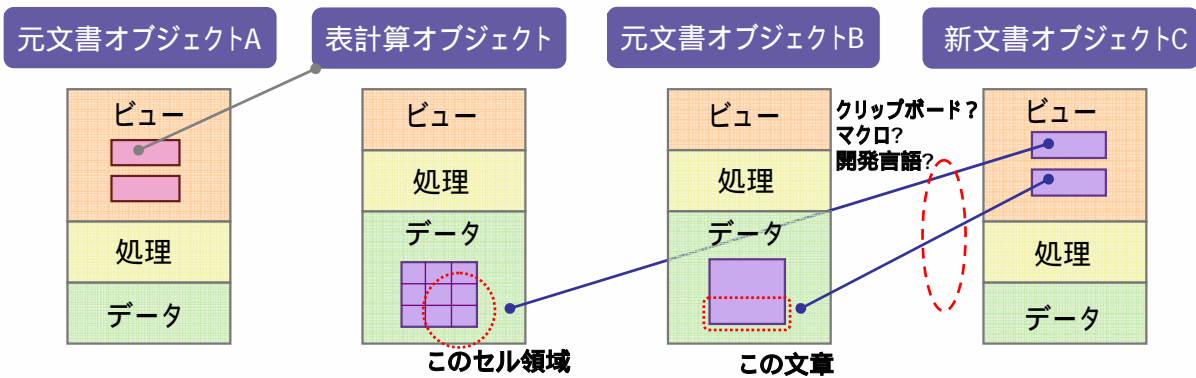 元文書オブジェクトA
表計算オブジェクト
元文書オブジェクトB
新文書オブジェクトC
ビュー
処理
データ
ビュー
処理
データ
このセル領域
ビュー
処理
データ
この文章
クリップボード？
マクロ?
開発言語?
ビュー
処理
データ